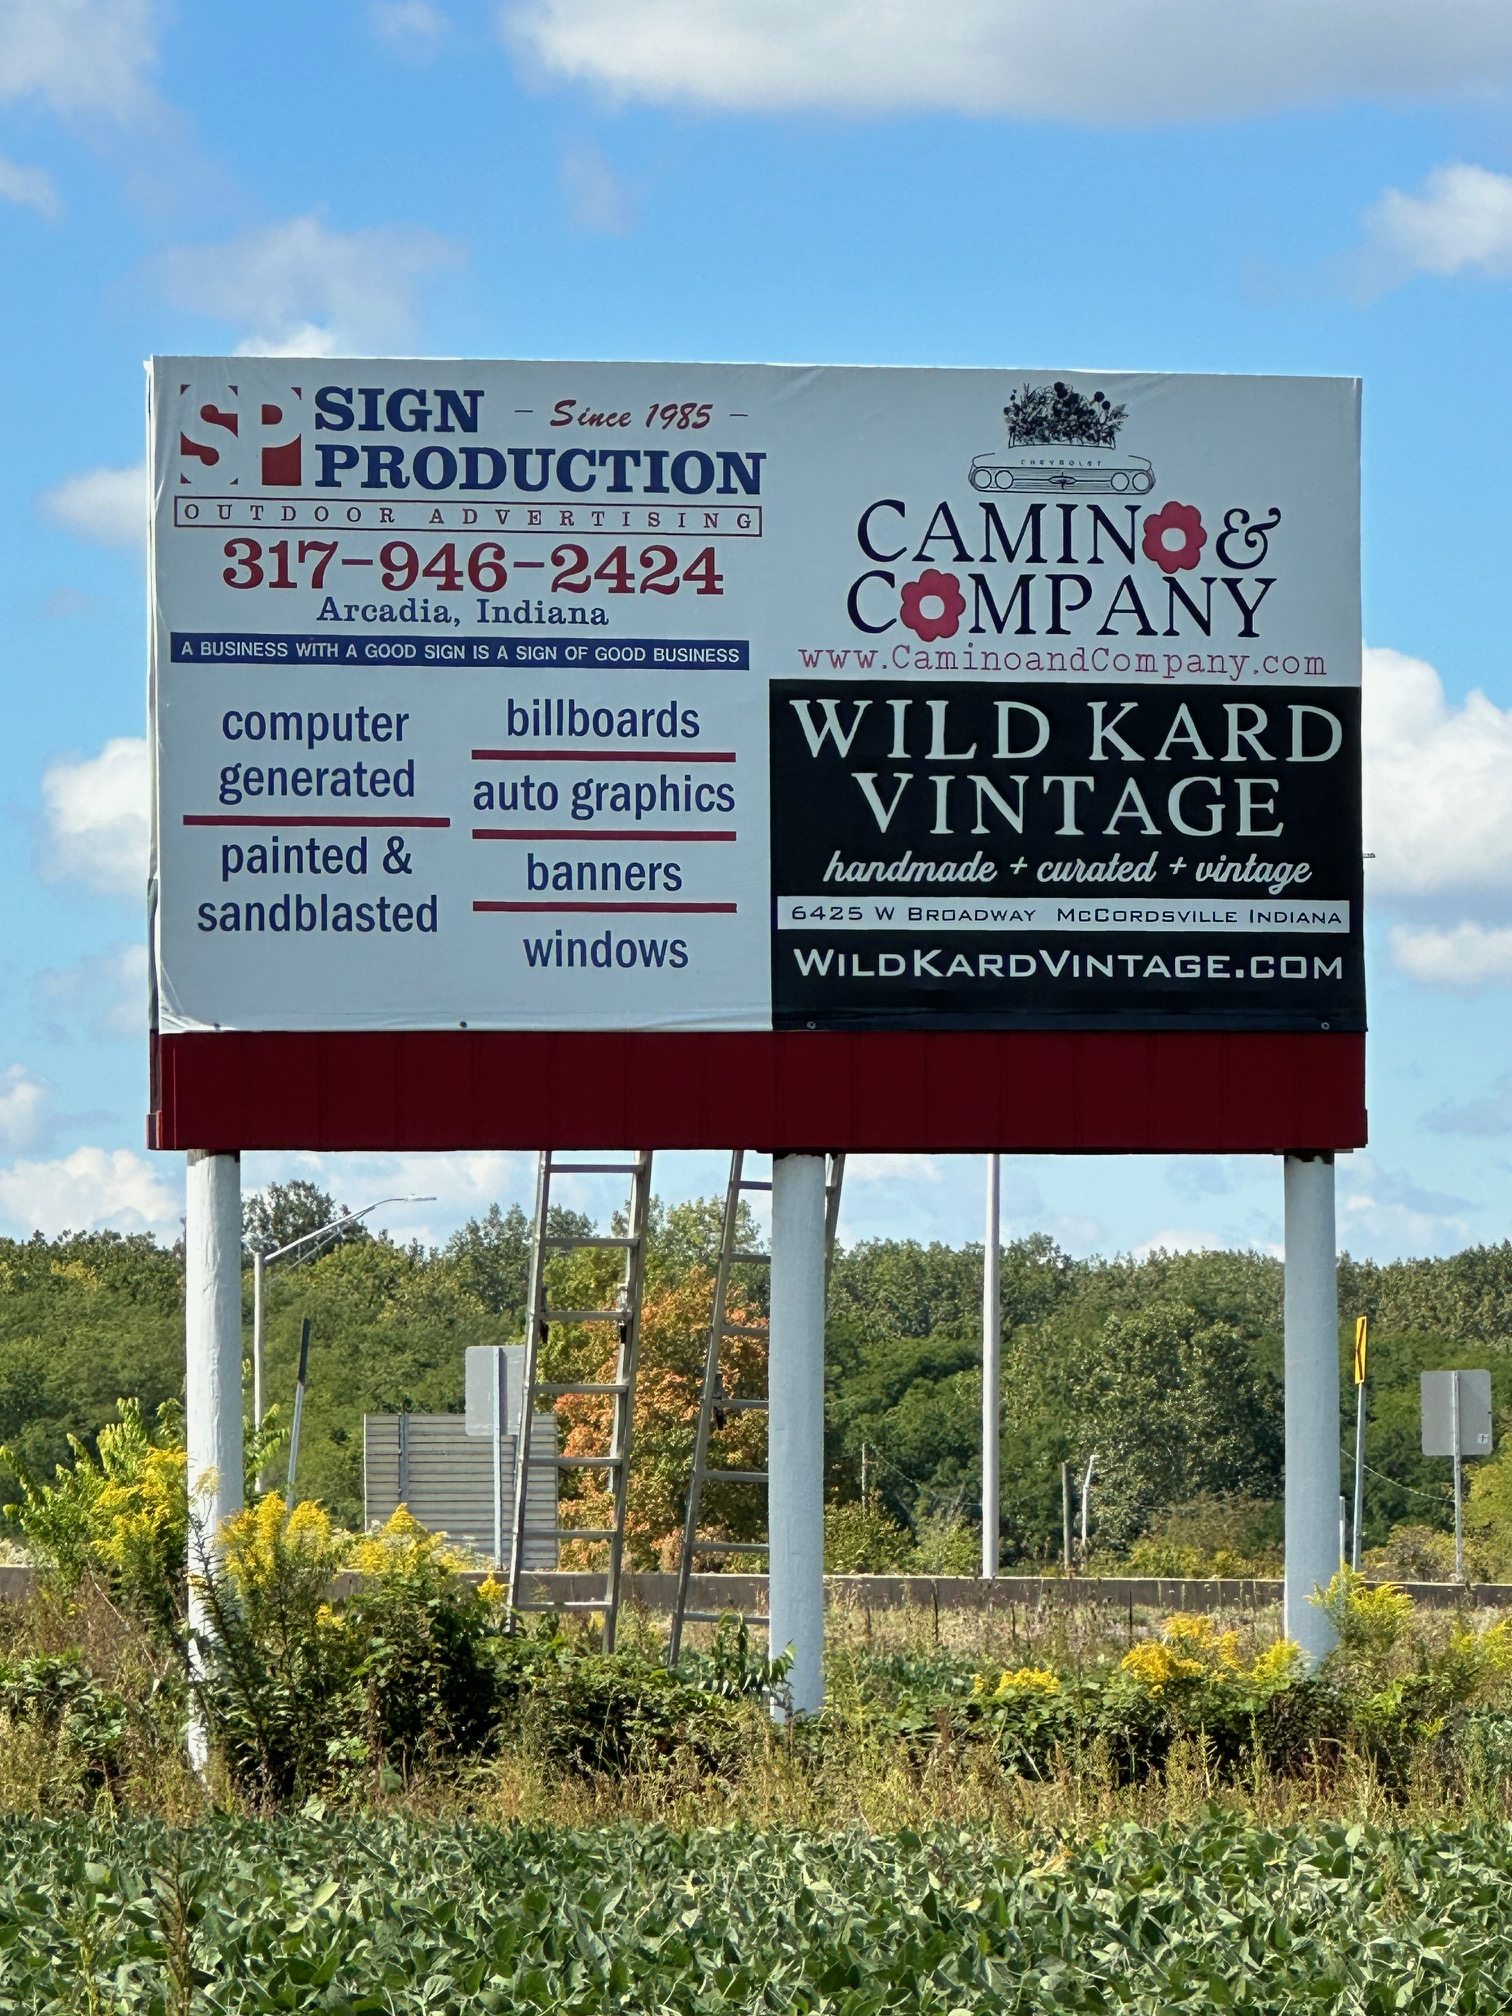 SP SIGN – Since 1985 –
PRODUCTION
OUTDOOR ADVERTISING
317-946-2424
Arcadia, Indiana
A BUSINESS WITH A GOOD SIGN IS A SIGN OF GOOD BUSINESS
computer
generated
painted &
sandblasted
billboards
auto graphics
banners
windows
CHEVROLET
CAMINO &
COMPANY
www.CaminoandCompany.com
WILD KARD
VINTAGE
handmade + curated + vintage
6425 W BROADWAY MCCORDSVILLE INDIANA
WILDKARDVINTAGE.COM